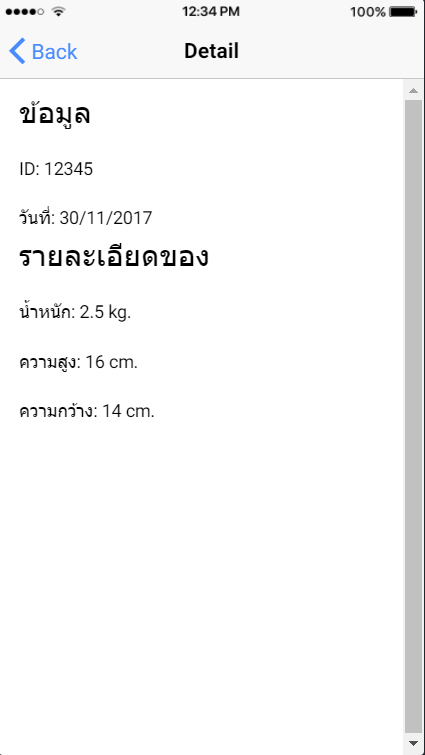 12:34 PM 100%
Back Detail
ข้อมูล
ID: 12345
วันที่: 30/11/2017
รายละเอียดของ
น้ำหนัก: 2.5 kg.
ความสูง: 16 cm.
ความกว้าง: 14 cm.